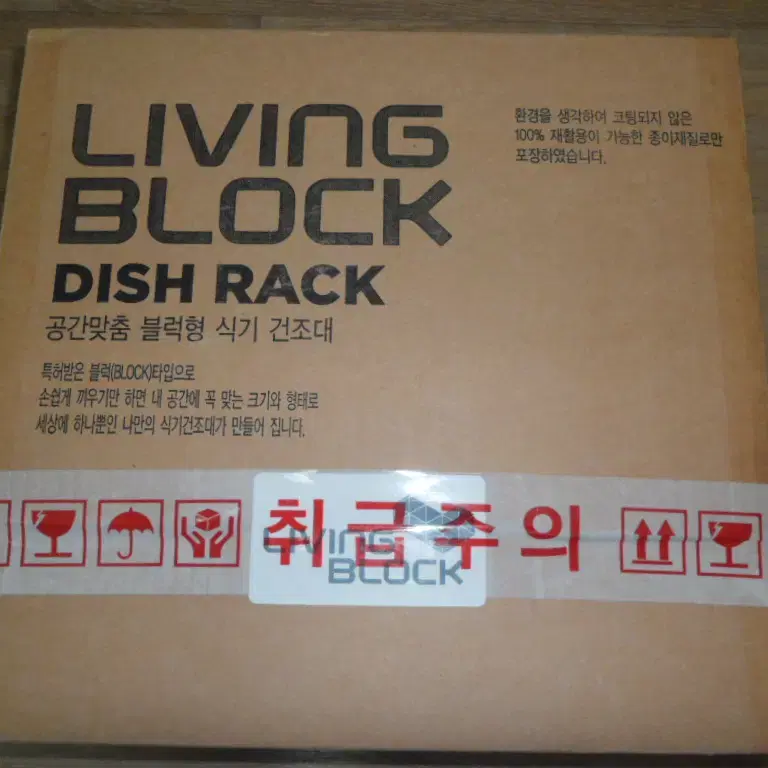 LIVING
BLOCK
DISH RACK
공간맞춤 블럭형 식기 건조대
특허받은 블럭(BLOCK)타입으로
손쉽게 끼우기만 하면 내 공간에 꼭 맞는 크기와 형태로
세상에 하나뿐인 나만의 식기건조대가 만들어 집니다.
환경을 생각하여 코팅되지 않은
100% 재활용이 가능한 종이재질로만
포장하였습니다.
취급주의
LIVING
BLOCK